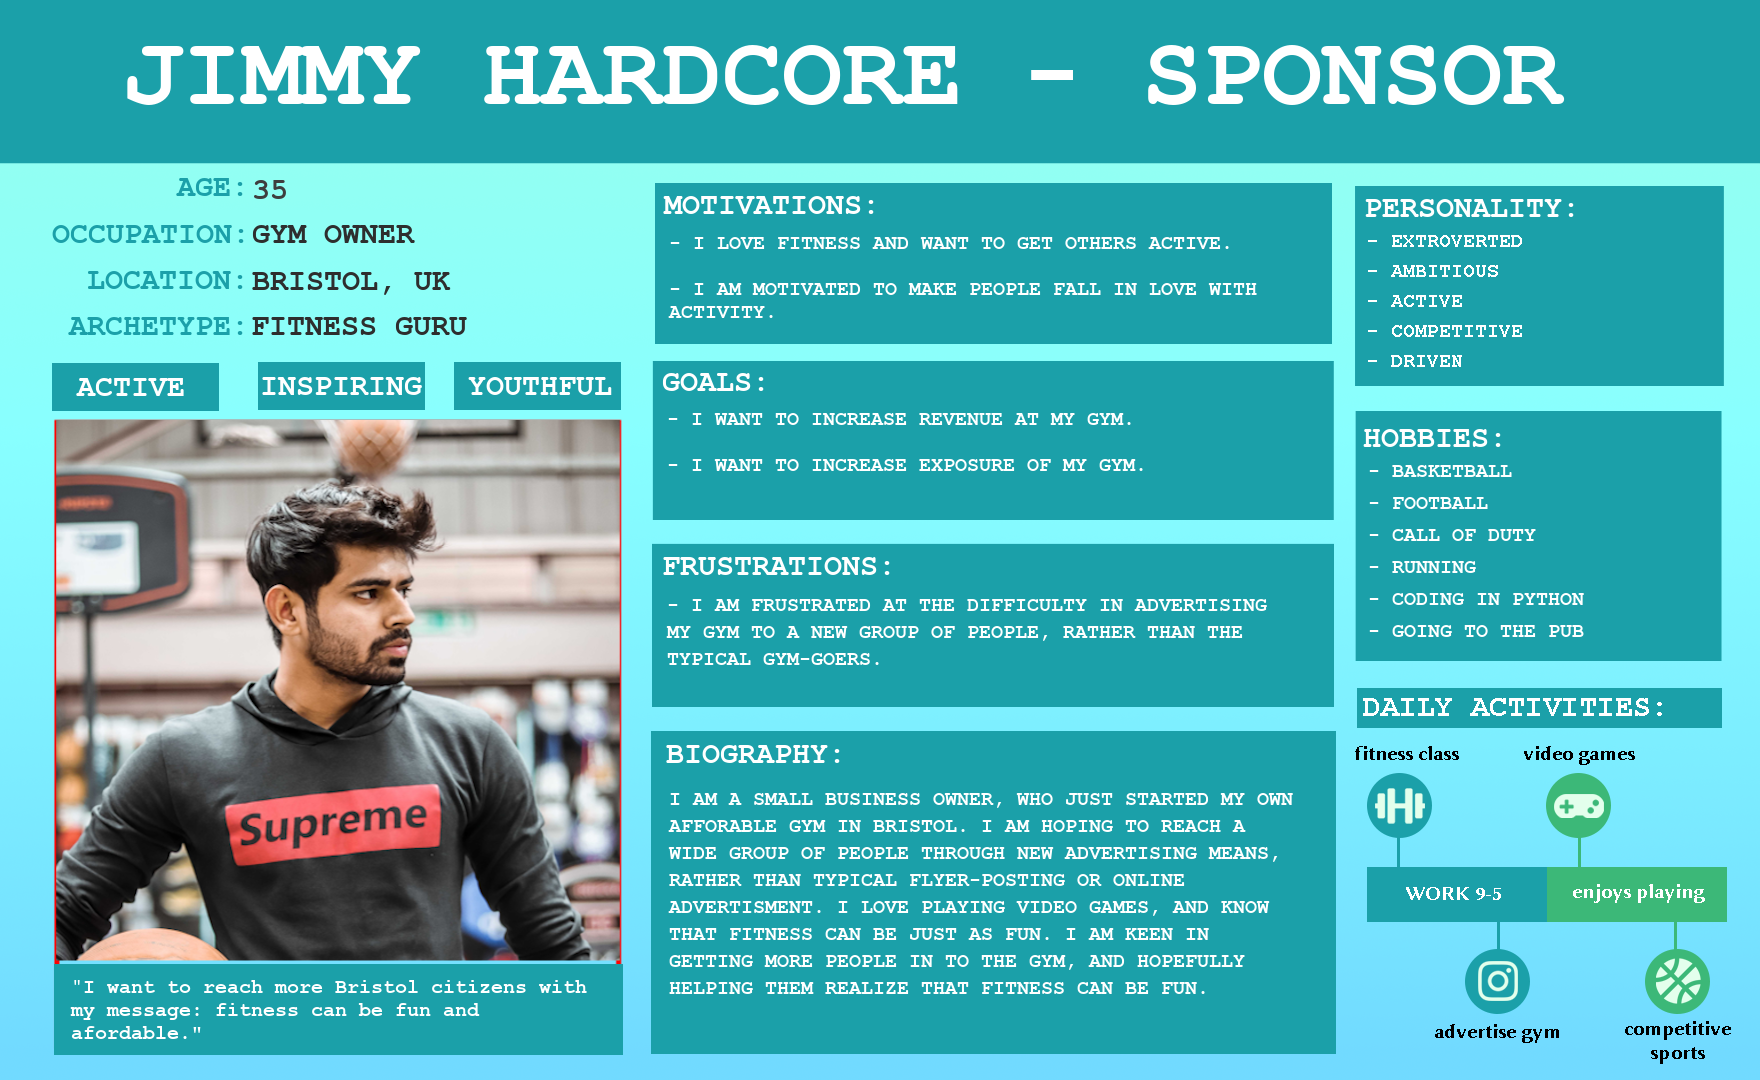 JIMMY HARDCORE - SPONSOR
AGE: 35
OCCUPATION: GYM OWNER
LOCATION: BRISTOL, UK
ARCHETYPE: FITNESS GURU
ACTIVE INSPIRING YOUTHFUL
Supreme
"I want to reach more Bristol citizens with
my message: fitness can be fun and
afordable."
MOTIVATIONS:
- I LOVE FITNESS AND WANT TO GET OTHERS ACTIVE.
- I AM MOTIVATED TO MAKE PEOPLE FALL IN LOVE WITH
ACTIVITY.
GOALS:
- I WANT TO INCREASE REVENUE AT MY GYM.
- I WANT TO INCREASE EXPOSURE OF MY GYM.
FRUSTRATIONS:
- I AM FRUSTRATED AT THE DIFFICULTY IN ADVERTISING
MY GYM TO A NEW GROUP OF PEOPLE, RATHER THAN THE
TYPICAL GYM-GOERS.
BIOGRAPHY:
I AM A SMALL BUSINESS OWNER, WHO JUST STARTED MY OWN
AFFORABLE GYM IN BRISTOL. I AM HOPING TO REACH A
WIDE GROUP OF PEOPLE THROUGH NEW ADVERTISING MEANS,
RATHER THAN TYPICAL FLYER-POSTING OR ONLINE
ADVERTISMENT. I LOVE PLAYING VIDEO GAMES, AND KNOW
THAT FITNESS CAN BE JUST AS FUN. I AM KEEN IN
GETTING MORE PEOPLE IN TO THE GYM, AND HOPEFULLY
HELPING THEM REALIZE THAT FITNESS CAN BE FUN.
PERSONALITY:
- EXTROVERTED
- AMBITIOUS
- ACTIVE
- COMPETITIVE
- DRIVEN
HOBBIES:
- BASKETBALL
- FOOTBALL
- CALL OF DUTY
- RUNNING
- CODING IN PYTHON
- GOING TO THE PUB
DAILY ACTIVITIES:
fitness class video games
WORK 9-5 enjoys playing
advertise gym competitive
sports